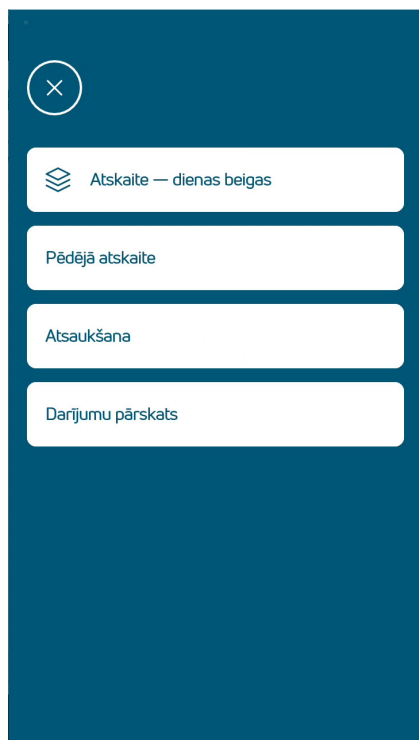 Atskaite — dienas beigas
Pēdējā atskaite
Atsaukšana
Darījumu pārskats